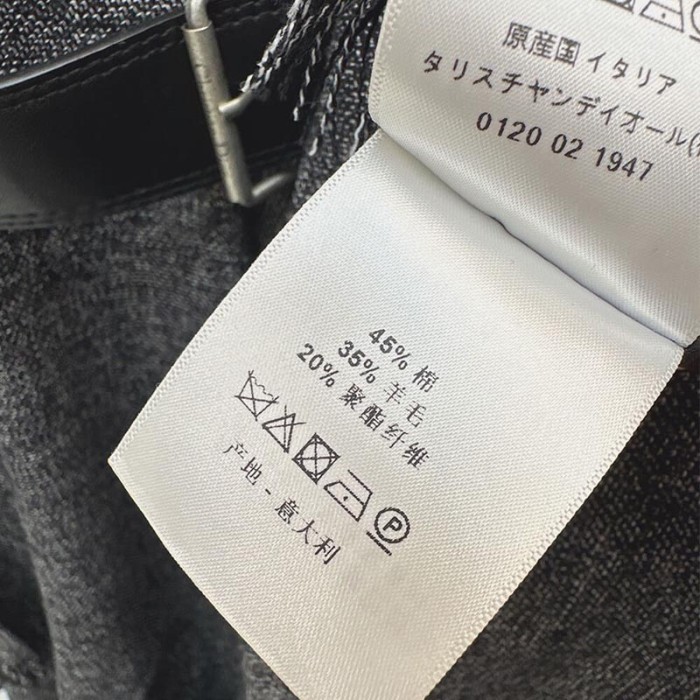 原産国 イタリア
タリスチャンディオール(
0120 02 1947
45% 棉
35% 羊毛
20% 聚酯纤维
P
产地 - 意大利